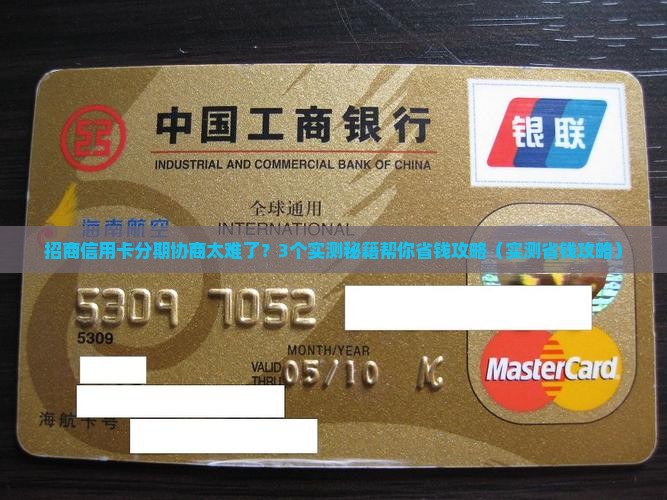 中国工商银行
INDUSTRIAL AND COMMERCIAL BANK OF CHINA
银联
海南航空
全球通用
INTERNATIONAL
招商信用卡分期协商太难了？3个实测秘籍帮你省钱攻略（实测省钱攻略）
5309 7052
5309
MONTH/YEAR
VALID THRU 05/10
MasterCard
海航卡号